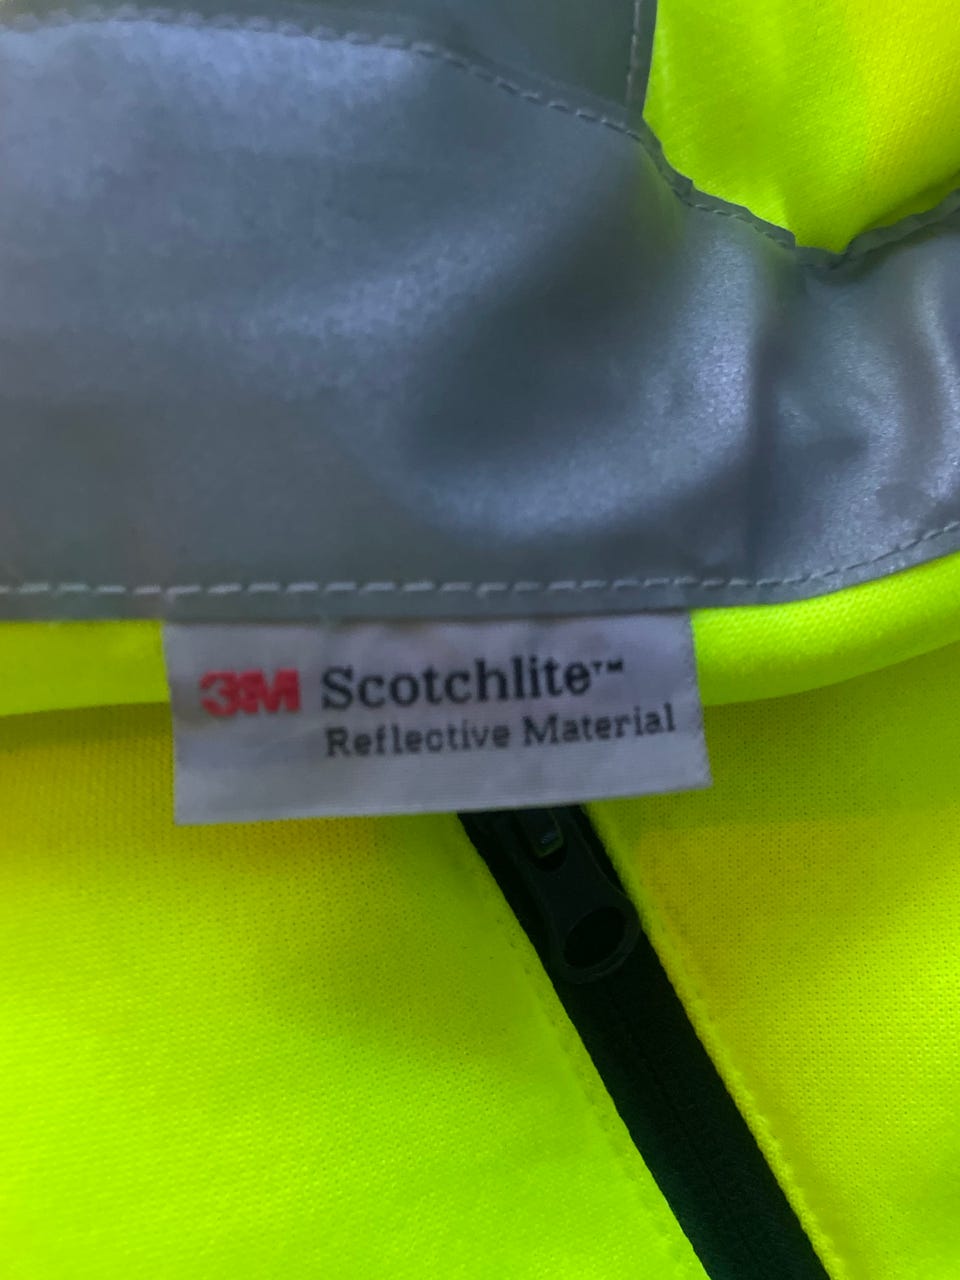 3M Scotchlite™
Reflective Material